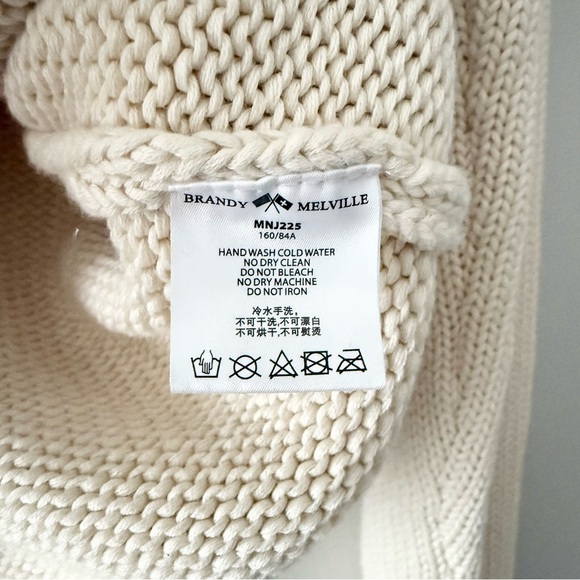 BRANDY MELVILLE
MNJ225
160/84A
HAND WASH COLD WATER
NO DRY CLEAN
DO NOT BLEACH
NO DRY MACHINE
DO NOT IRON
冷水手洗。
不可干洗,不可漂白
不可烘干,不可熨烫